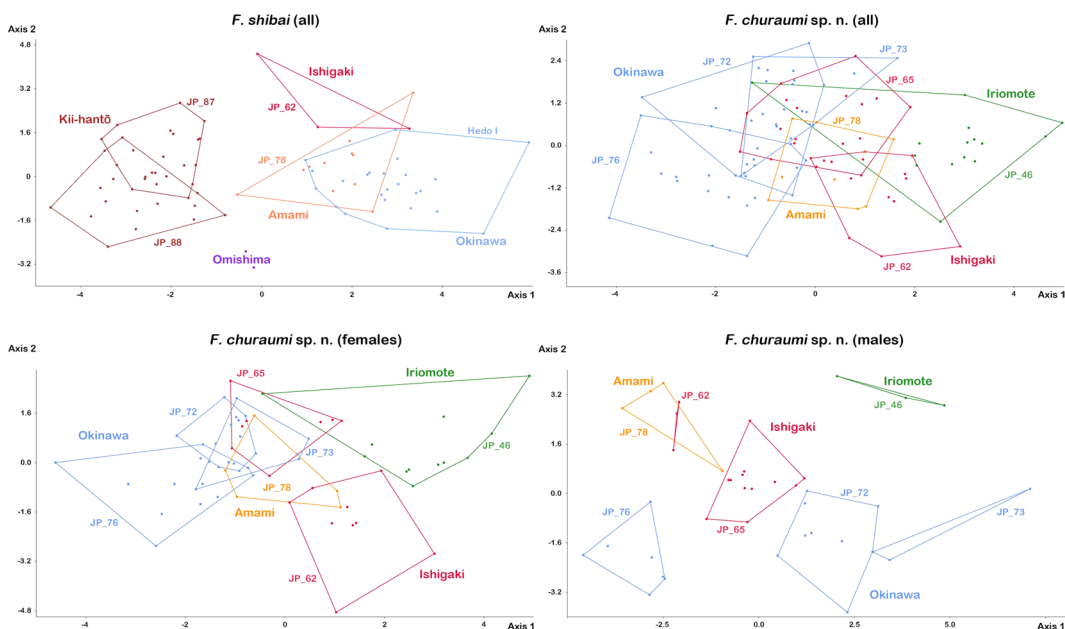 F. shibai (all)
Axis 2
4.8
3.2
1.6
0
-1.6
-3.2
-4
-2
0
2
4
Axis 1
Kii-hantō
JP_87
JP_88
Omishima
Ishigaki
JP_62
JP_78
Amami
Hedo I
Okinawa
F. churaumi sp. n. (all)
Axis 2
2.4
1.2
0.0
-1.2
-2.4
-3.6
-4
-2
0
4
Axis 1
Okinawa
JP_72
JP_73
JP_65
JP_76
JP_78
Iriomote
JP_46
Amami
JP_62
Ishigaki
F. churaumi sp. n. (females)
Axis 2
1.6
0.0
-3.2
-4.8
-4
-2
0
2
4
Axis 1
JP_65
Iriomote
JP_72
Okinawa
JP_46
JP_73
JP_78
Amami
JP_76
JP_62
Ishigaki
F. churaumi sp. n. (males)
Axis 2
3.2
1.6
0.0
-1.6
-3.2
-2.5
0.0
2.5
5.0
Axis 1
Amami
JP_62
Iriomote
JP_46
JP_78
Ishigaki
JP_76
JP_72
JP_73
JP_65
Okinawa